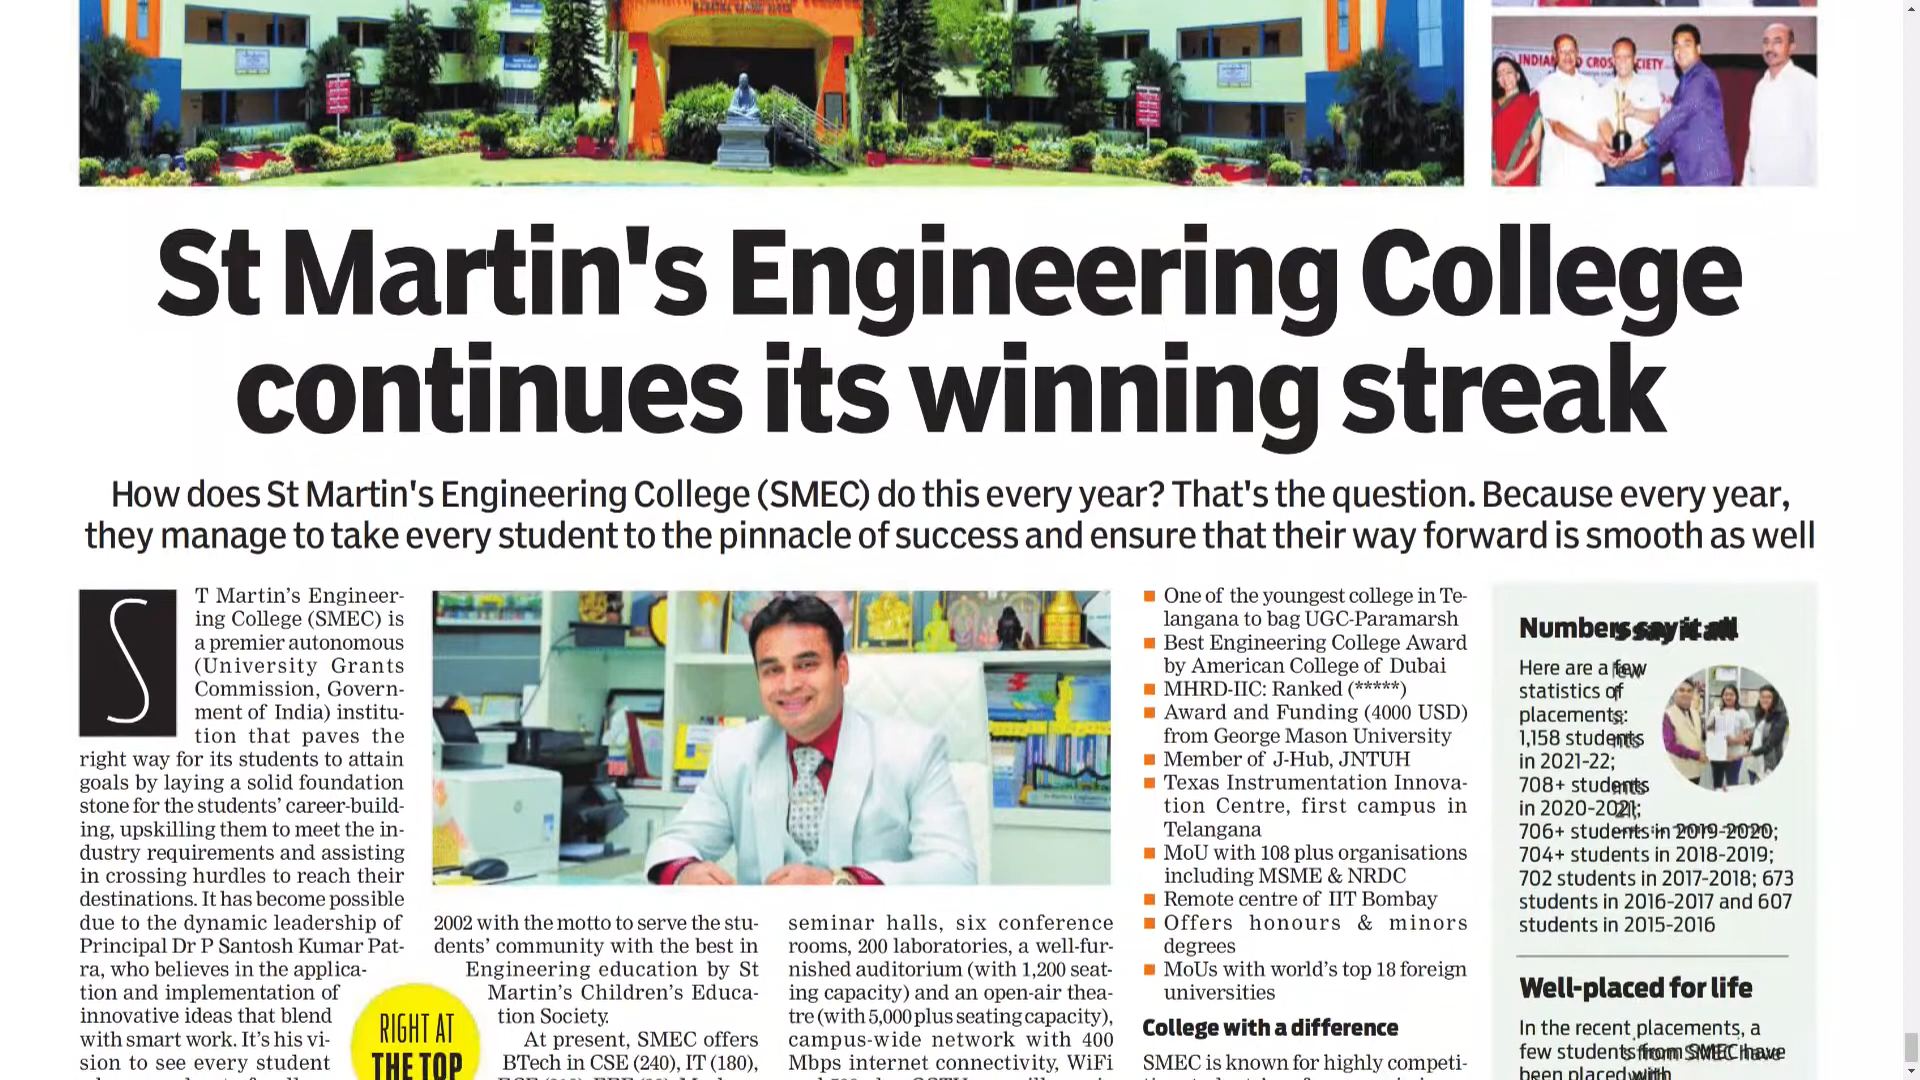 INDIAN RED CROSS SOCIETY
St Martin's Engineering College
continues its winning streak
How does St Martin's Engineering College (SMEC) do this every year? That's the question. Because every year,
they manage to take every student to the pinnacle of success and ensure that their way forward is smooth as well
ST Martin’s Engineer-
ing College (SMEC) is
a premier autonomous
(University Grants
Commission, Govern-
ment of India) institu-
tion that paves the
right way for its students to attain
goals by laying a solid foundation
stone for the students’ career-build-
ing, upskilling them to meet the in-
dustry requirements and assisting
in crossing hurdles to reach their
destinations. It has become possible
due to the dynamic leadership of
Principal Dr P Santosh Kumar Pat-
ra, who believes in the applica-
tion and implementation of
innovative ideas that blend
with smart work. It’s his vi-
sion to see every student
RIGHT AT
THE TOP
2002 with the motto to serve the stu-
dents’ community with the best in
Engineering education by St
Martin’s Children’s Educa-
tion Society.
At present, SMEC offers
BTech in CSE (240), IT (180),
seminar halls, six conference
rooms, 200 laboratories, a well-fur-
nished auditorium (with 1,200 seat-
ing capacity) and an open-air thea-
tre (with 5,000 plus seating capacity),
campus-wide network with 400
Mbps internet connectivity, WiFi
■ One of the youngest college in Te-
langana to bag UGC-Paramarsh
■ Best Engineering College Award
by American College of Dubai
■ MHRD-IIC: Ranked (*****)
■ Award and Funding (4000 USD)
from George Mason University
■ Member of J-Hub, JNTUH
■ Texas Instrumentation Innova-
tion Centre, first campus in
Telangana
■ MoU with 108 plus organisations
including MSME & NRDC
■ Remote centre of IIT Bombay
■ Offers honours & minors
degrees
■ MoUs with world’s top 18 foreign
universities
College with a difference
SMEC is known for highly competi-
Numbers say it all
Here are a few
statistics of
placements:
1,158 students
in 2021-22;
708+ students
in 2020-2021;
706+ students in 2019-2020;
704+ students in 2018-2019;
702 students in 2017-2018; 673
students in 2016-2017 and 607
students in 2015-2016
Well-placed for life
In the recent placements, a
few students from SMEC have
been placed with